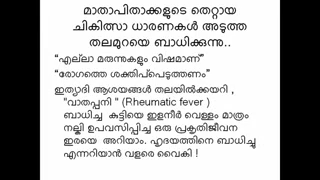 മാതാപിതാക്കളുടെ തെറ്റായ
ചികിത്സാ ധാരണകൾ അടുത്ത
തലമുറയെ ബാധിക്കുന്നു..
“എല്ലാ മരുന്നുകളും വിഷമാണ്”
“രോഗത്തെ ശക്തിപ്പെടുത്തണം”
ഇത്യാദി ആശയങ്ങൾ തലയിൽക്കയറി ,
"വാതപ്പനി " (Rheumatic fever )
ബാധിച്ച കുട്ടിയെ ഇളനീർ വെള്ളം മാത്രം
നല്കി ഉപവസിപ്പിച്ച ഒരു പ്രകൃതിജീവന
ഇരയെ അറിയാം. ഹൃദയത്തിനെ ബാധിച്ചു
എന്നറിയാൻ വളരെ വൈകി !